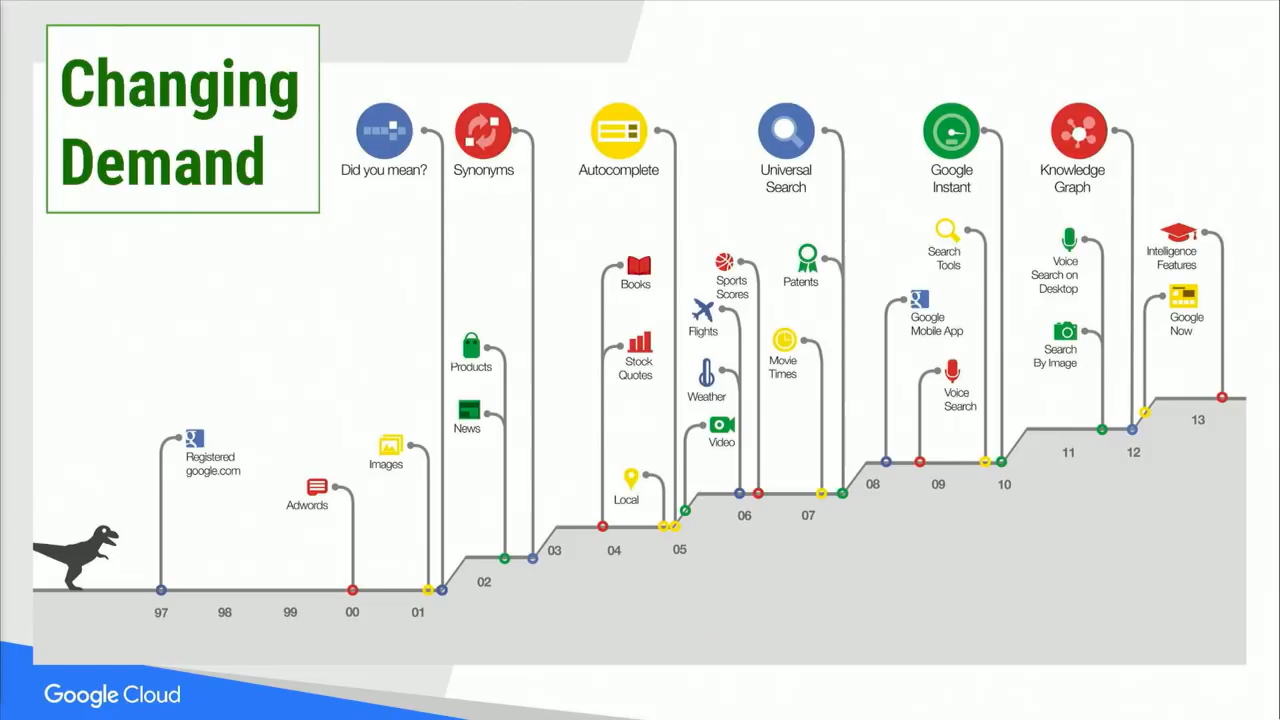 Changing
Demand
Did you mean?
Synonyms
Autocomplete
Universal
Search
Google
Instant
Knowledge
Graph
Registered
google.com
Adwords
Images
Products
News
Books
Stock
Quotes
Local
Sports
Scores
Flights
Weather
Video
Patents
Movie
Times
Search
Tools
Google
Mobile App
Voice
Search
Voice
Search on
Desktop
Search
By Image
Intelligence
Features
Google
Now
97
98
99
00
01
02
03
04
05
06
07
08
09
10
11
12
13
Google Cloud